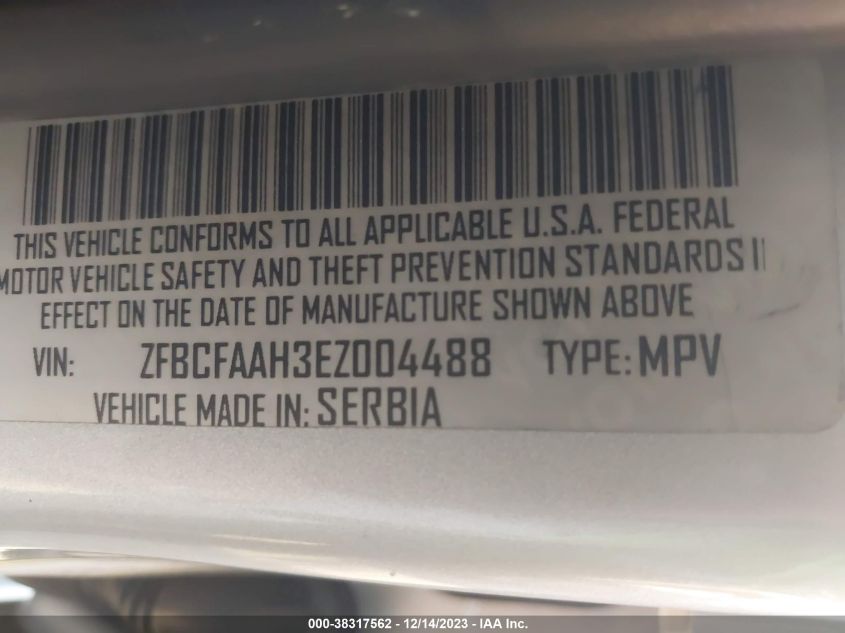 THIS VEHICLE CONFORMS TO ALL APPLICABLE U.S.A. FEDERAL
MOTOR VEHICLE SAFETY AND THEFT PREVENTION STANDARDS I
EFFECT ON THE DATE OF MANUFACTURE SHOWN ABOVE
VIN: ZFBCFAAH3EZ004488 TYPE: MPV
VEHICLE MADE IN: SERBIA
000-38317562 - 12/14/2023 - IAA Inc.